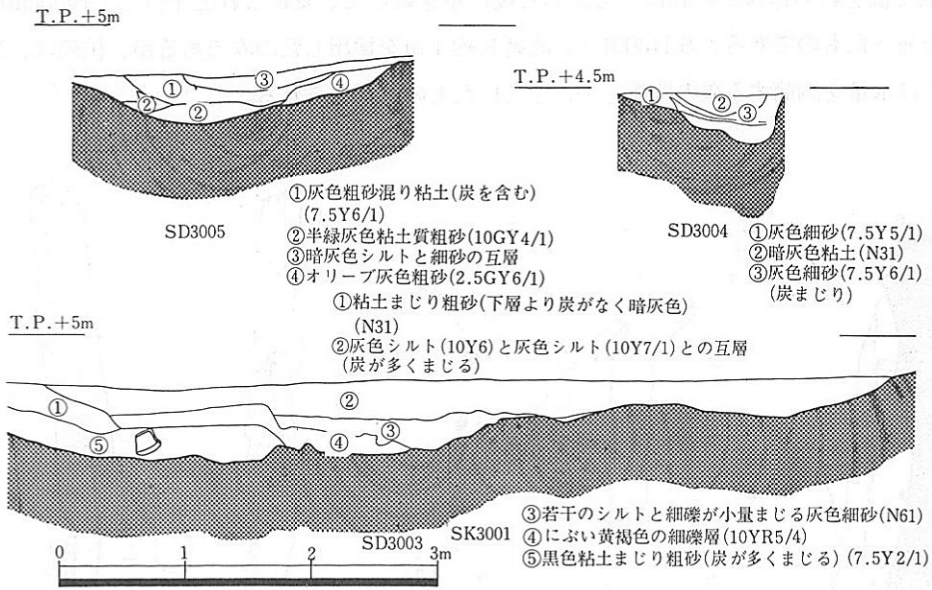 T.P.+5m
③
①
④
②
②
SD3005
①灰色粗砂混り粘土(炭を含む)
(7.5Y6/1)
②半緑灰色粘土質粗砂(10GY4/1)
③暗灰色シルトと細砂の互層
④オリーブ灰色粗砂(2.5GY6/1)
T.P.+4.5m
①
②
③
SD3004
①灰色細砂(7.5Y5/1)
②暗灰色粘土(N31)
③灰色細砂(7.5Y6/1)
(炭まじり)
①粘土まじり粗砂(下層より炭がなく暗灰色)
(N31)
②灰色シルト(10Y6)と灰色シルト(10Y7/1)との互層
(炭が多くまじる)
T.P.+5m
①
②
③
④
⑤
SD3003
SK3001
③若干のシルトと細礫が小量まじる灰色細砂(N61)
④にぶい黄褐色の細礫層(10YR5/4)
⑤黒色粘土まじり粗砂(炭が多くまじる)(7.5Y2/1)
0 1 2 3m